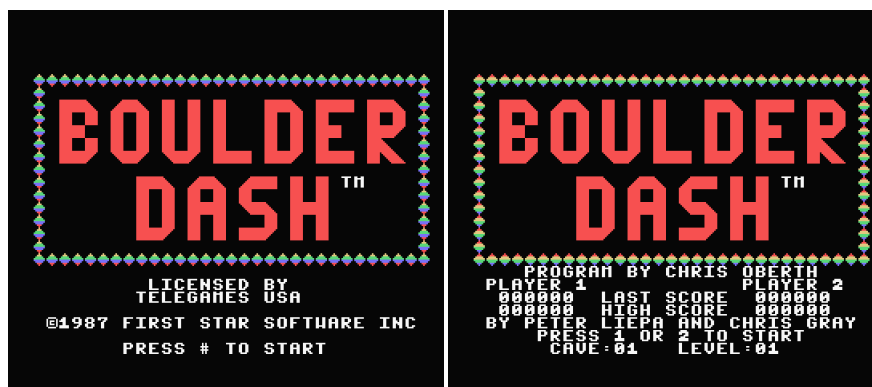 BOULDER
DASH™
LICENSED BY
TELEGAMES USA
©1987 FIRST STAR SOFTWARE INC
PRESS # TO START
BOULDER
DASH™
PROGRAM BY CHRIS OBERTH
PLAYER 1 PLAYER 2
000000 LAST SCORE 000000
000000 HIGH SCORE 000000
BY PETER LIEPA AND CHRIS GRAY
PRESS 1 OR 2 TO START
CAVE:01 LEVEL:01